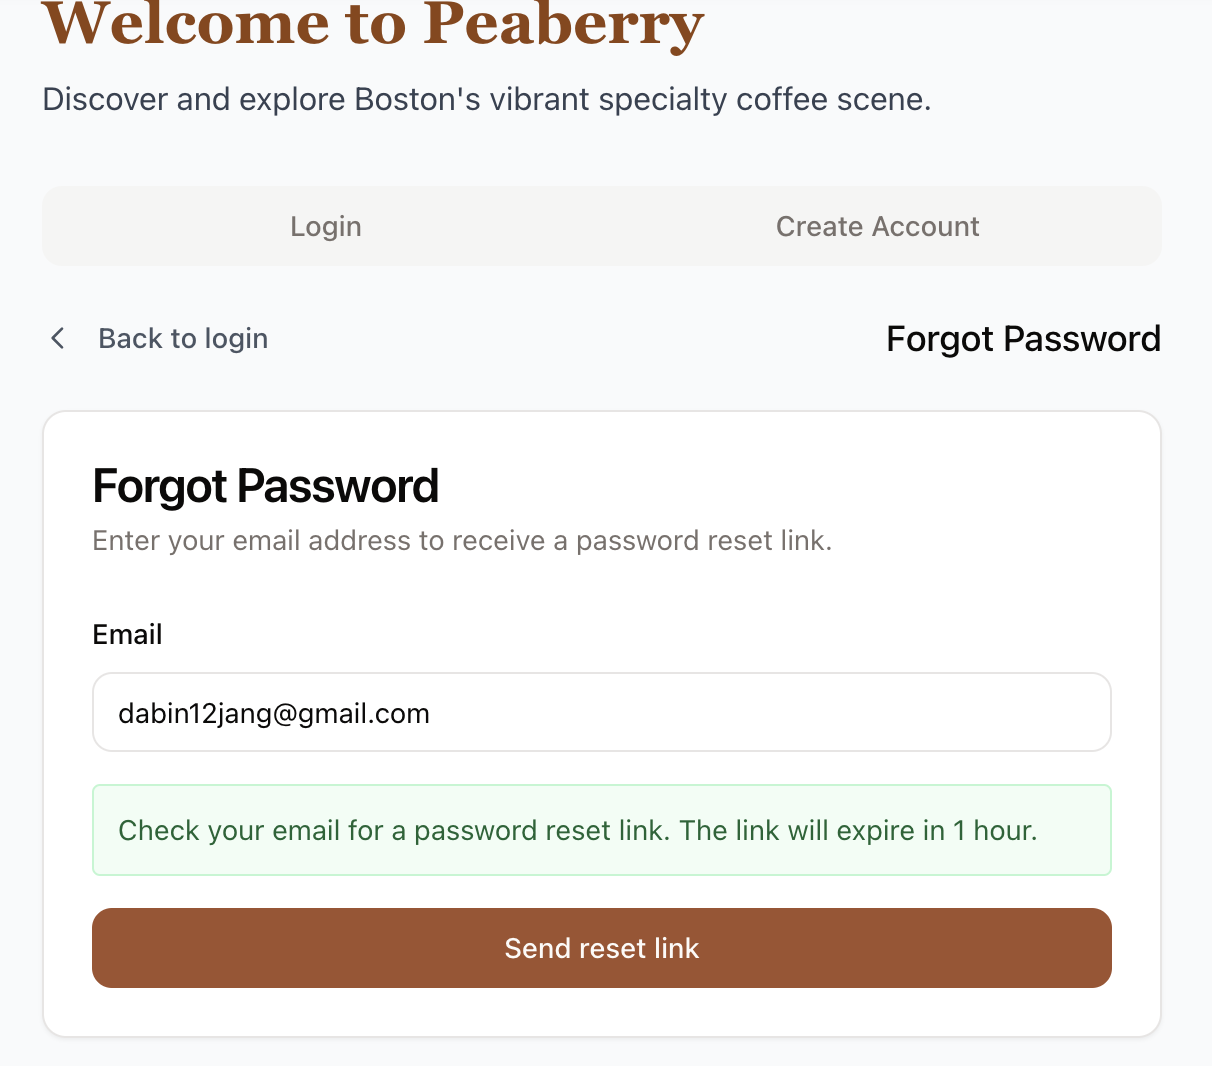 Welcome to Peaberry
Discover and explore Boston's vibrant specialty coffee scene.
Login
Create Account
Back to login
Forgot Password
Forgot Password
Enter your email address to receive a password reset link.
Email
dabin12jang@gmail.com
Check your email for a password reset link. The link will expire in 1 hour.
Send reset link